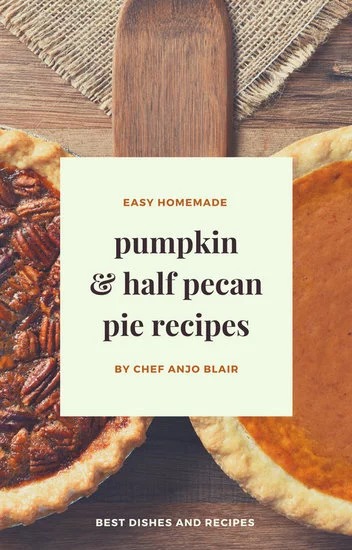 EASY HOMEMADE
pumpkin
& half pecan
pie recipes
BY CHEF ANJO BLAIR
BEST DISHES AND RECIPES